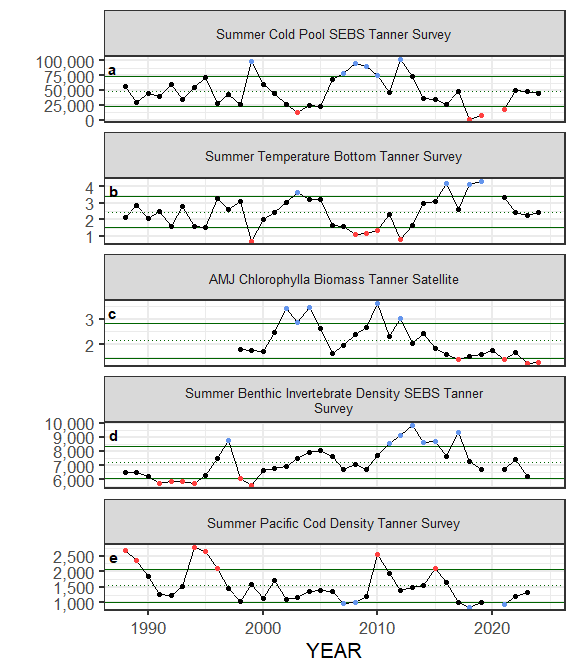 Summer Cold Pool SEBS Tanner Survey
a
100,000
75,000
50,000
25,000
0
Summer Temperature Bottom Tanner Survey
b
4
3
2
1
AMJ Chlorophylla Biomass Tanner Satellite
c
3
2
Summer Benthic Invertebrate Density SEBS Tanner
Survey
d
10,000
9,000
8,000
7,000
6,000
Summer Pacific Cod Density Tanner Survey
e
2,500
2,000
1,500
1,000
1990
2000
2010
2020
YEAR